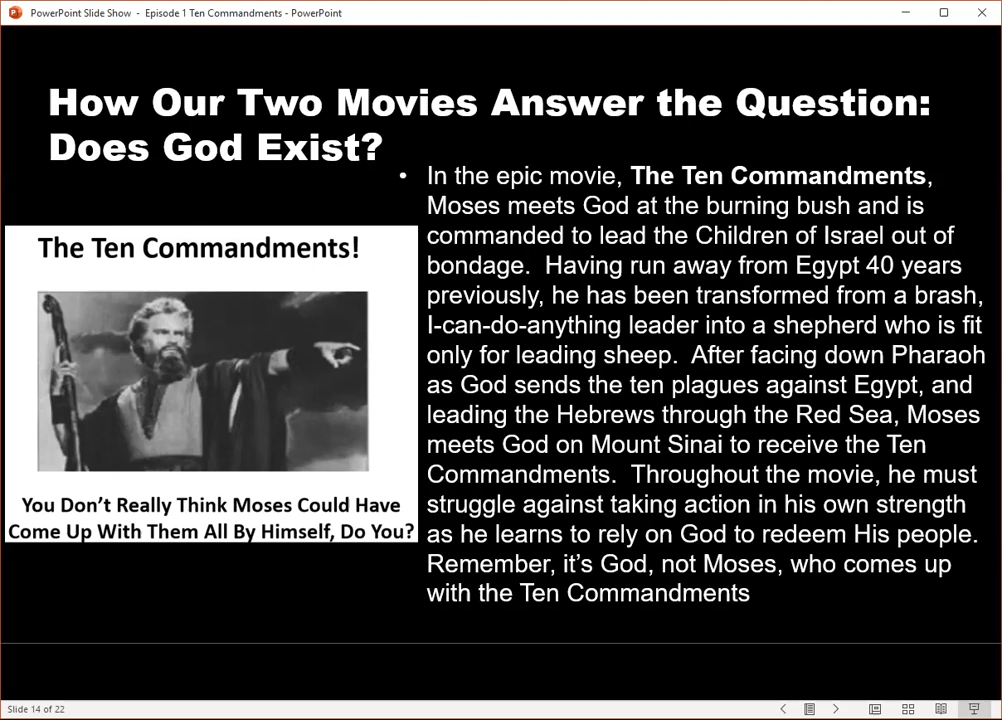 PowerPoint Slide Show - Episode 1 Ten Commandments - PowerPoint
How Our Two Movies Answer the Question:
Does God Exist?
The Ten Commandments!
You Don't Really Think Moses Could Have
Come Up With Them All By Himself, Do You?
• In the epic movie, The Ten Commandments,
Moses meets God at the burning bush and is
commanded to lead the Children of Israel out of
bondage.  Having run away from Egypt 40 years
previously, he has been transformed from a brash,
I-can-do-anything leader into a shepherd who is fit
only for leading sheep.  After facing down Pharaoh
as God sends the ten plagues against Egypt, and
leading the Hebrews through the Red Sea, Moses
meets God on Mount Sinai to receive the Ten
Commandments.  Throughout the movie, he must
struggle against taking action in his own strength
as he learns to rely on God to redeem His people.
Remember, it's God, not Moses, who comes up
with the Ten Commandments
Slide 14 of 22